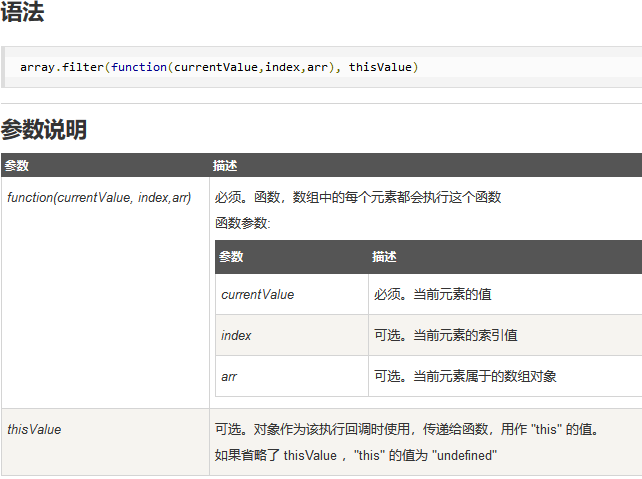 语法
array.filter(function(currentValue,index,arr), thisValue)
参数说明
参数 描述
function(currentValue, index,arr) 必须。函数，数组中的每个元素都会执行这个函数
函数参数:
参数 描述
currentValue 必须。当前元素的值
index 可选。当前元素的索引值
arr 可选。当前元素属于的数组对象
thisValue 可选。对象作为该执行回调时使用，传递给函数，用作 "this" 的值。
如果省略了 thisValue ，"this" 的值为 "undefined"